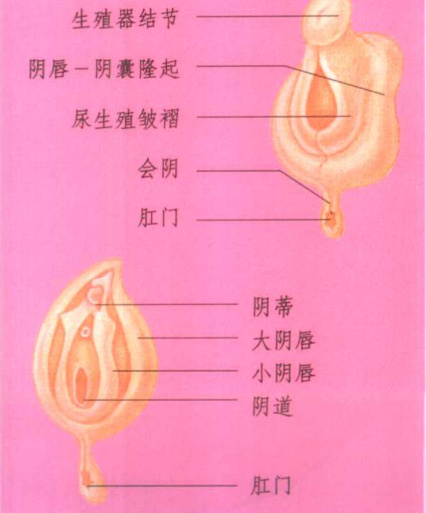 生殖器结节
阴唇－阴囊隆起
尿生殖皱褶
会阴
肛门
阴蒂
大阴唇
小阴唇
阴道
肛门